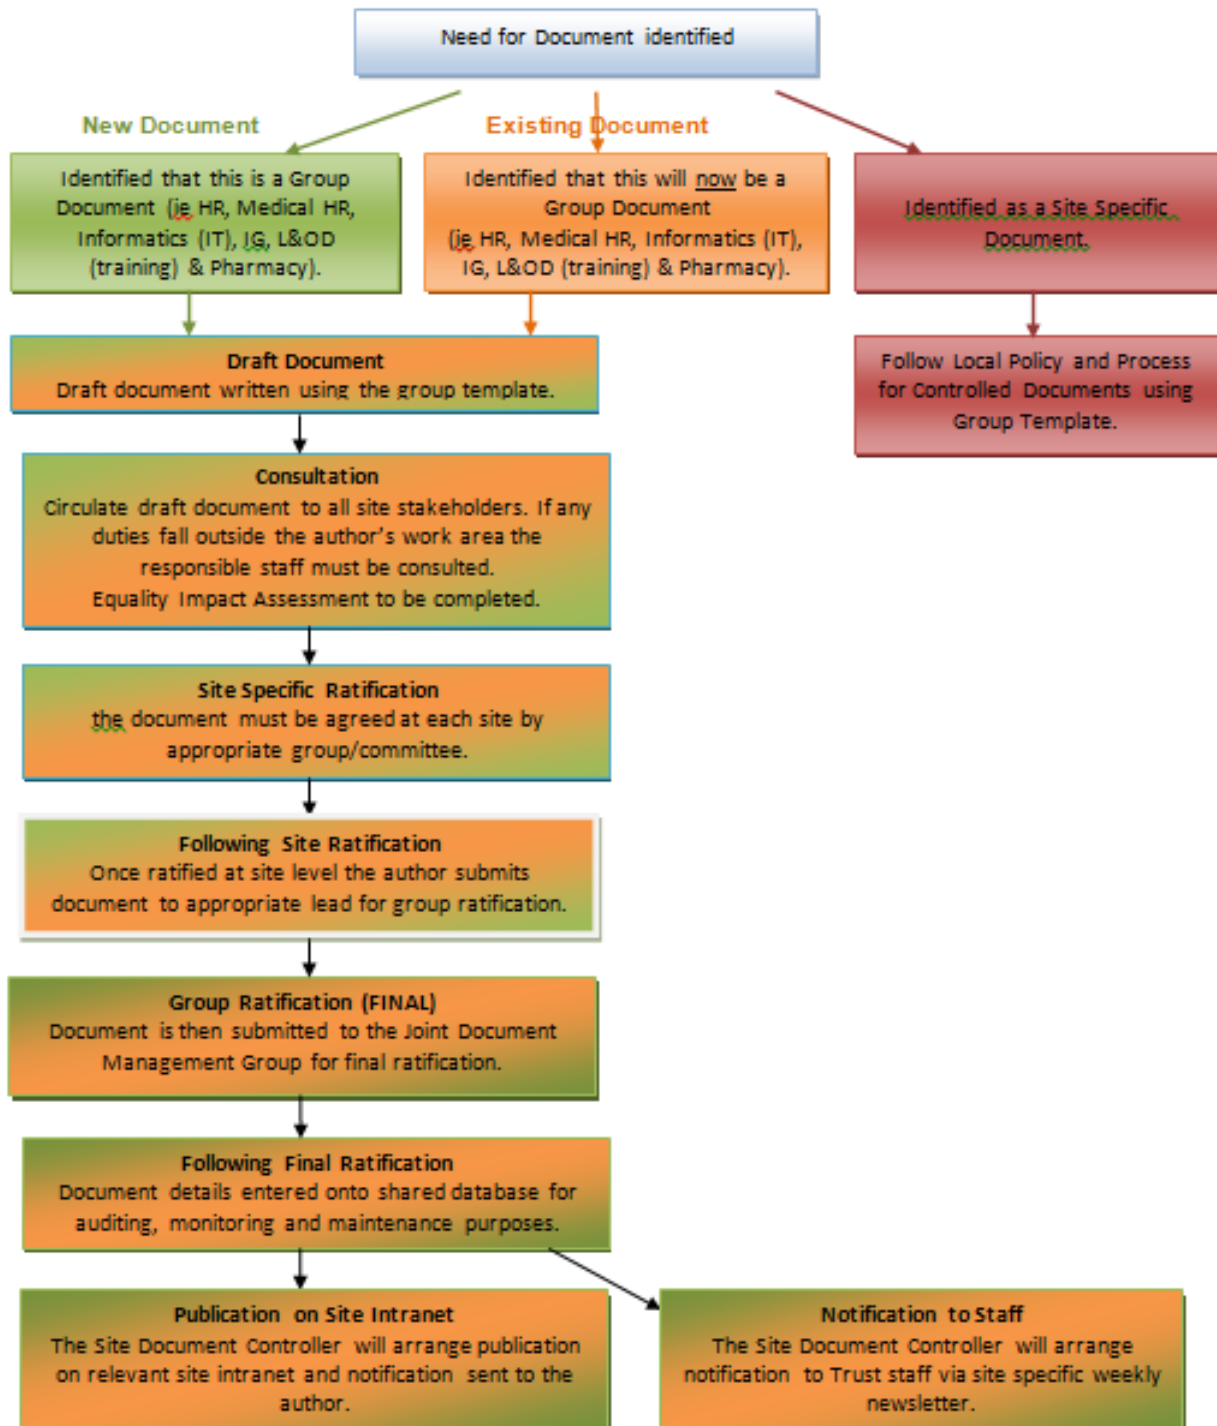 Need for Document identified
New Document
Existing Document
Identified that this is a Group
Document (ie HR, Medical HR,
Informatics (IT), IG, L&OD
(training) & Pharmacy).
Identified that this will now be a
Group Document
(ie HR, Medical HR, Informatics (IT),
IG, L&OD (training) & Pharmacy).
Identified as a Site Specific
Document.
Draft Document
Draft document written using the group template.
Follow Local Policy and Process
for Controlled Documents using
Group Template.
Consultation
Circulate draft document to all site stakeholders. If any
duties fall outside the author's work area the
responsible staff must be consulted.
Equality Impact Assessment to be completed.
Site Specific Ratification
the document must be agreed at each site by
appropriate group/committee.
Following Site Ratification
Once ratified at site level the author submits
document to appropriate lead for group ratification.
Group Ratification (FINAL)
Document is then submitted to the Joint Document
Management Group for final ratification.
Following Final Ratification
Document details entered onto shared database for
auditing, monitoring and maintenance purposes.
Publication on Site Intranet
The Site Document Controller will arrange publication
on relevant site intranet and notification sent to the
author.
Notification to Staff
The Site Document Controller will arrange
notification to Trust staff via site specific weekly
newsletter.